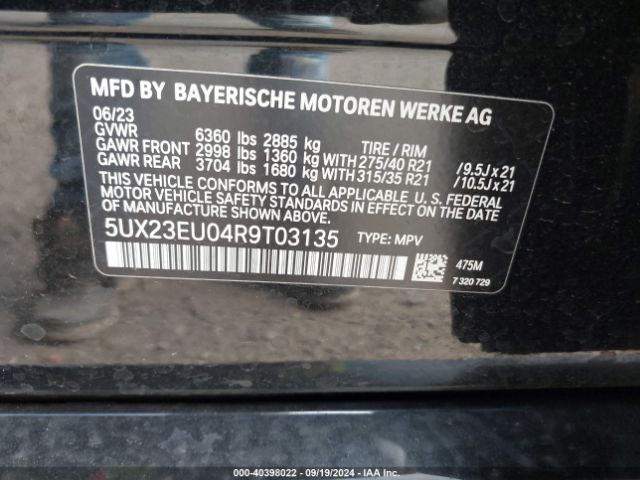 MFD BY BAYERISCHE MOTOREN WERKE AG
06/23
GVWR 6360 lbs 2885 kg TIRE / RIM
GAWR FRONT 2998 lbs 1360 kg WITH 275/40 R21 / 9.5J x 21
GAWR REAR 3704 lbs 1680 kg WITH 315/35 R21 / 10.5J x 21
THIS VEHICLE CONFORMS TO ALL APPLICABLE U. S. FEDERAL
MOTOR VEHICLE SAFETY STANDARDS IN EFFECT ON THE DATE
OF MANUFACTURE SHOWN ABOVE.
5UX23EU04R9T03135 TYPE: MPV
475M
7 320 729
000-40398022 - 09/19/2024 - IAA Inc.